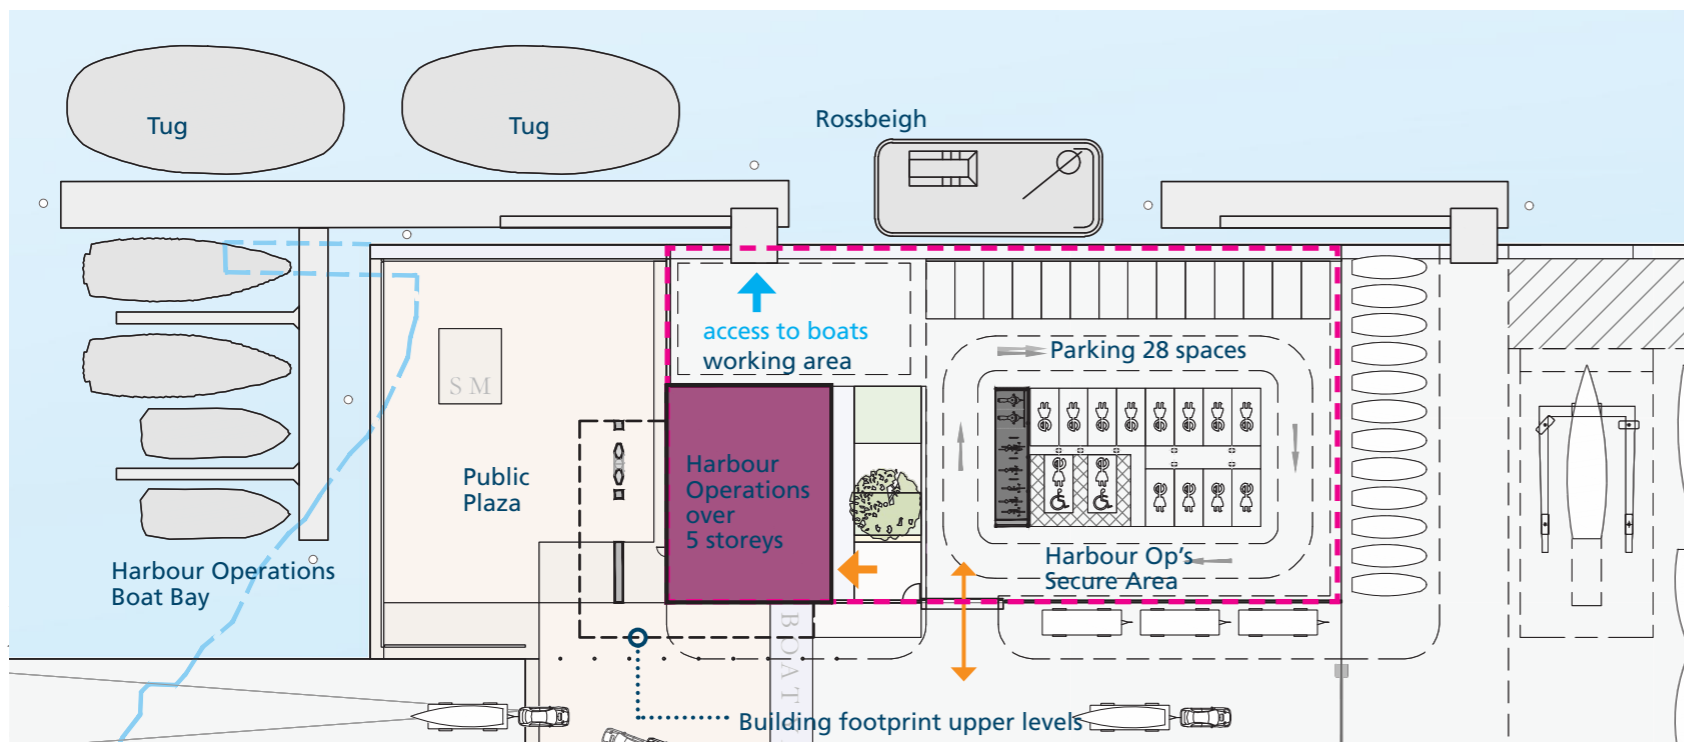 Tug
Tug
Rossbeigh
access to boats
working area
Parking 28 spaces
S M
Public
Plaza
Harbour
Operations
over
5 storeys
Harbour Op's
Secure Area
Harbour Operations
Boat Bay
BOAT
Building footprint upper levels